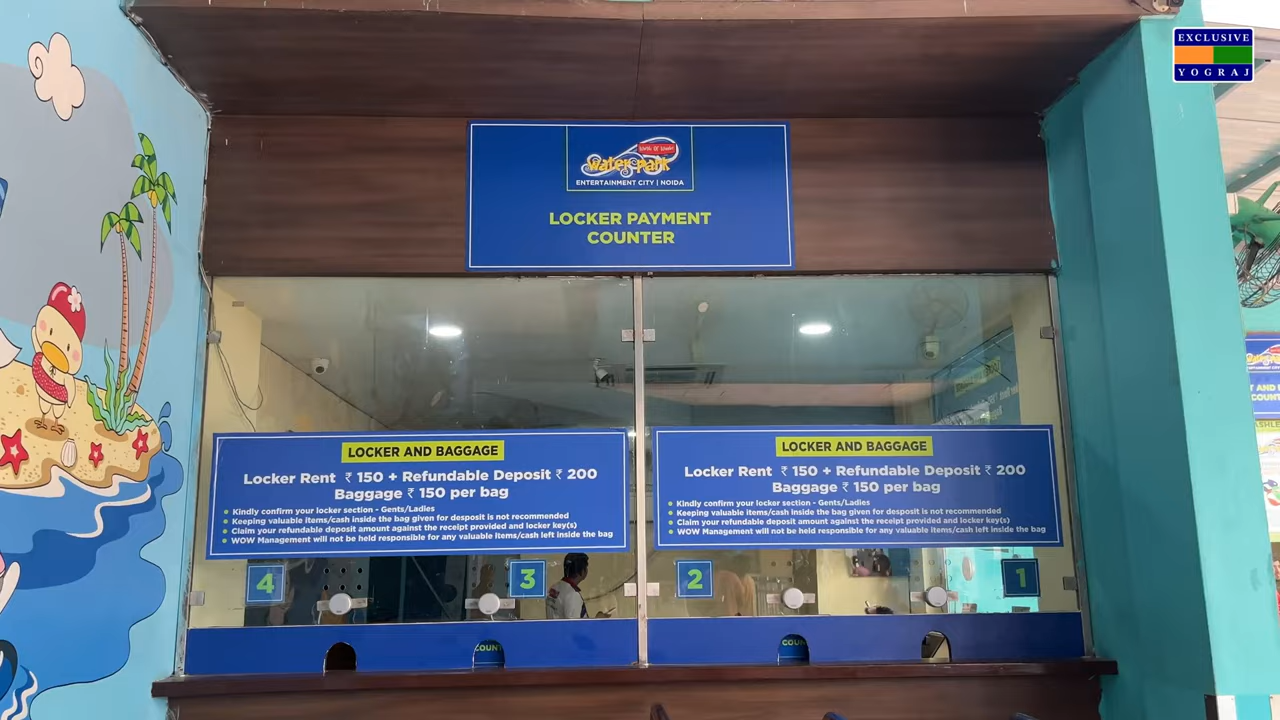 EXCLUSIVE
YOGRAJ
Worlds Of Wonder
Water Park
ENTERTAINMENT CITY | NOIDA
LOCKER PAYMENT
COUNTER
LOCKER AND BAGGAGE
Locker Rent ₹ 150 + Refundable Deposit ₹ 200
Baggage ₹ 150 per bag
Kindly confirm your locker section - Gents/Ladies
Keeping valuable items/cash inside the bag given for desposit is not recommended
Claim your refundable deposit amount against the receipt provided and locker key(s)
WOW Management will not be held responsible for any valuable items/cash left inside the bag
LOCKER AND BAGGAGE
Locker Rent ₹ 150 + Refundable Deposit ₹ 200
Baggage ₹ 150 per bag
Kindly confirm your locker section - Gents/Ladies
Keeping valuable items/cash inside the bag given for desposit is not recommended
Claim your refundable deposit amount against the receipt provided and locker key(s)
WOW Management will not be held responsible for any valuable items/cash left inside the bag
4
3
2
1
COUNT
COUN